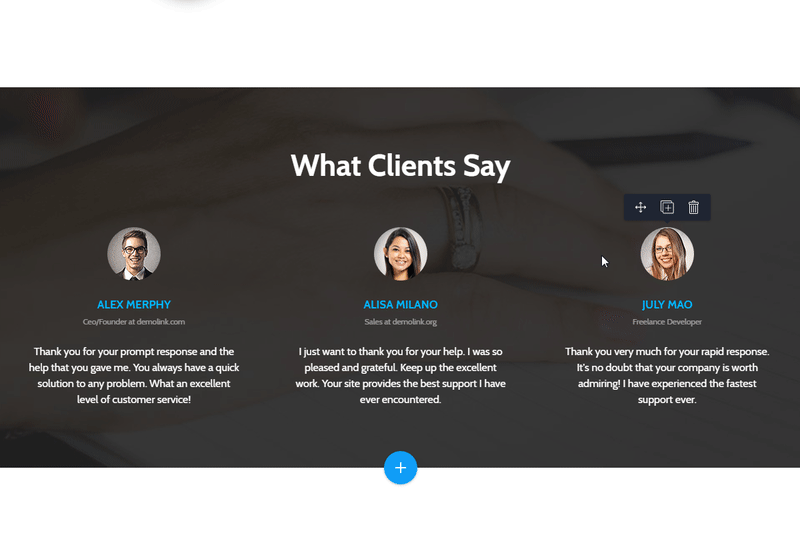 What Clients Say
ALEX MERPHY
Ceo/Founder at demolink.com
Thank you for your prompt response and the
help that you gave me. You always have a quick
solution to any problem. What an excellent
level of customer service!
ALISA MILANO
Sales at demolink.org
I just want to thank you for your help. I was so
pleased and grateful. Keep up the excellent
work. Your site provides the best support I have
ever encountered.
JULY MAO
Freelance Developer
Thank you very much for your rapid response.
It's no doubt that your company is worth
admiring! I have experienced the fastest
support ever.